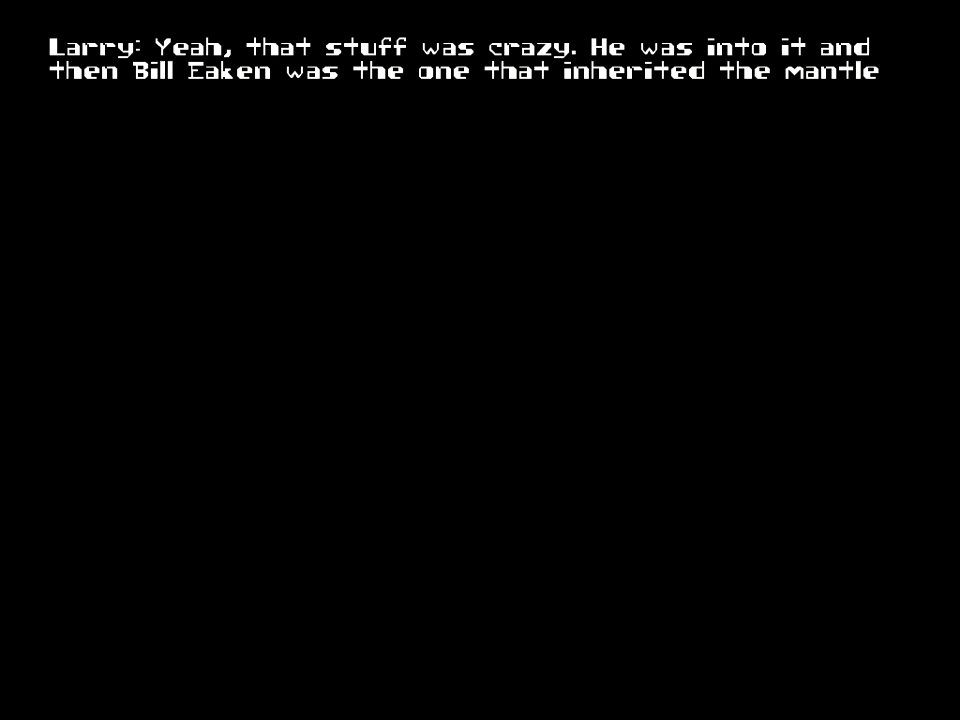 Larry: Yeah, that stuff was crazy. He was into it and
then Bill Eaken was the one that inherited the mantle